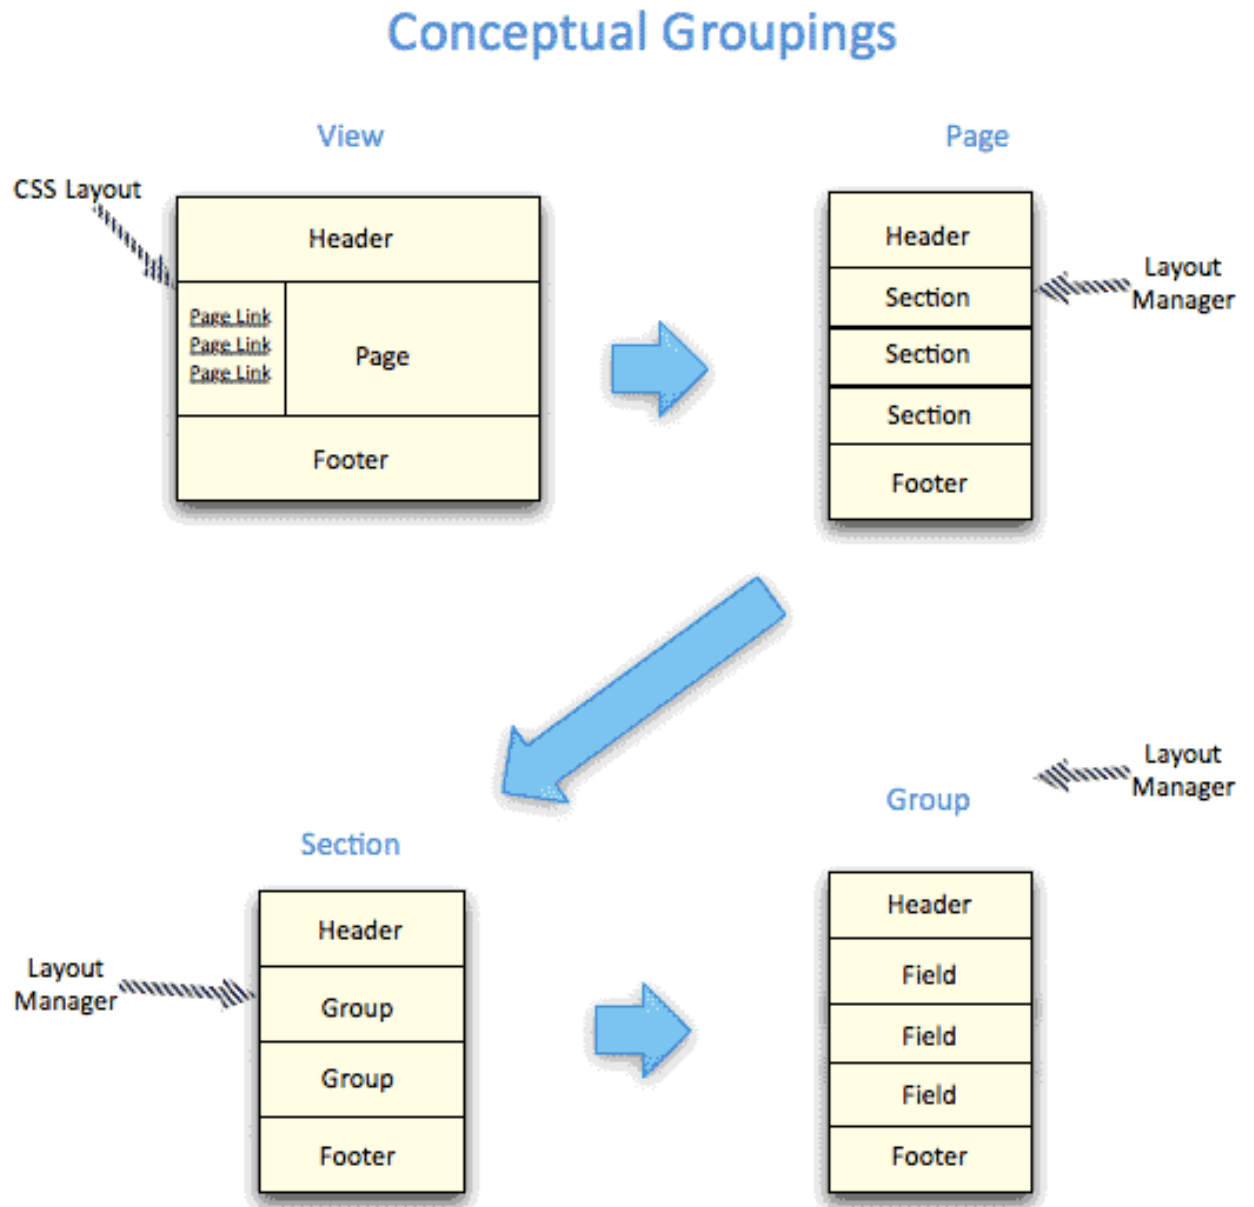 Conceptual Groupings
View
CSS Layout
Header
Page Link
Page Link
Page Link
Page
Footer
Page
Header
Section
Section
Section
Footer
Layout
Manager
Section
Layout
Manager
Header
Group
Group
Footer
Group
Layout
Manager
Header
Field
Field
Field
Footer